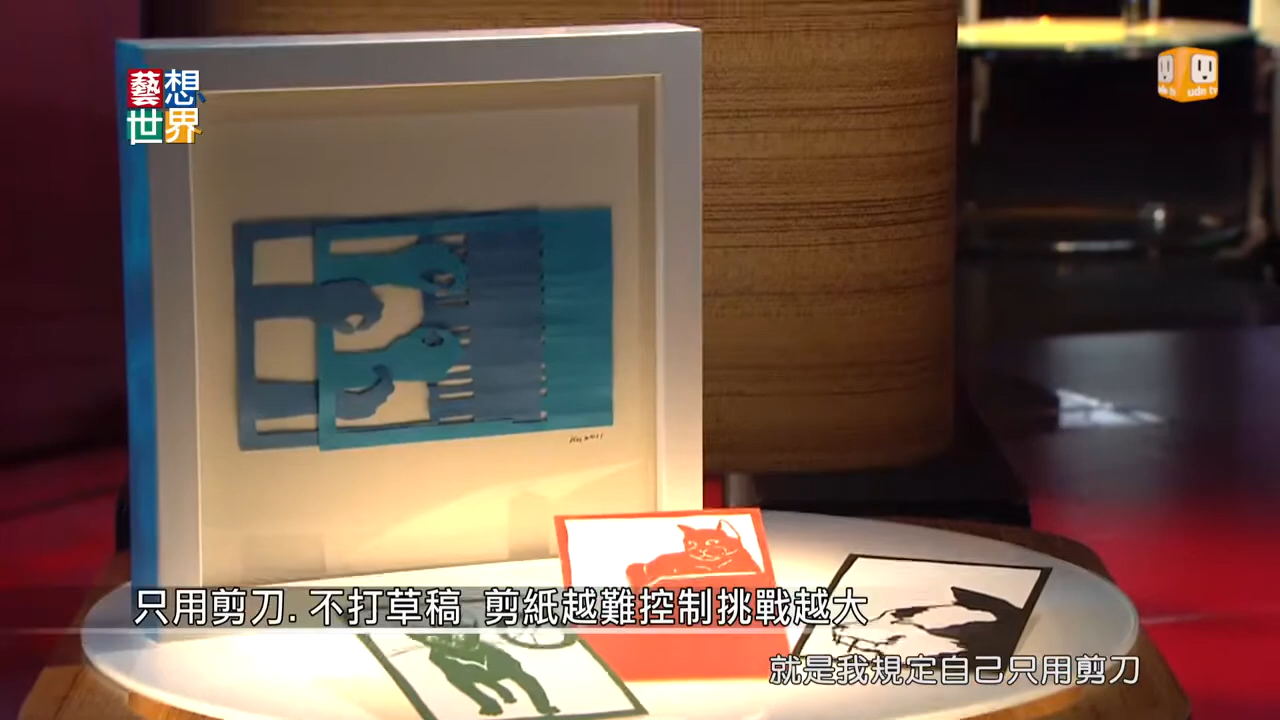 藝想
世界
udn tv
只用剪刀.不打草稿 剪紙越難控制挑戰越大
就是我規定自己只用剪刀